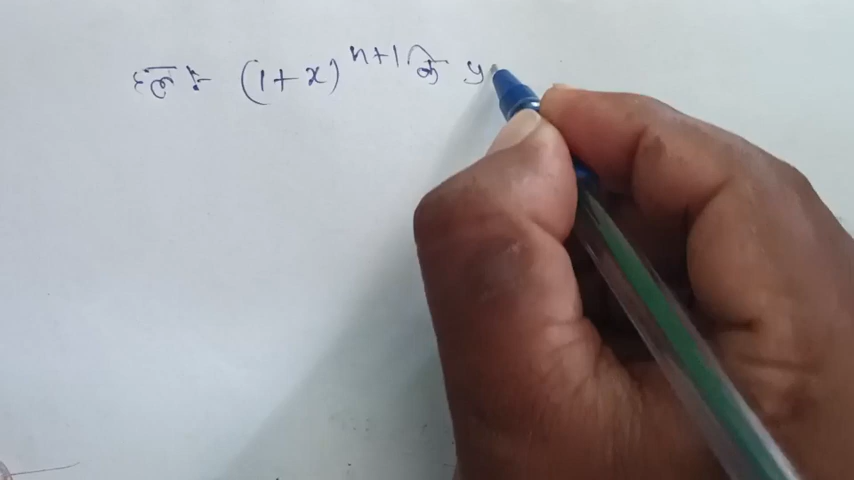 हल :- (1+x)^{n+1} के